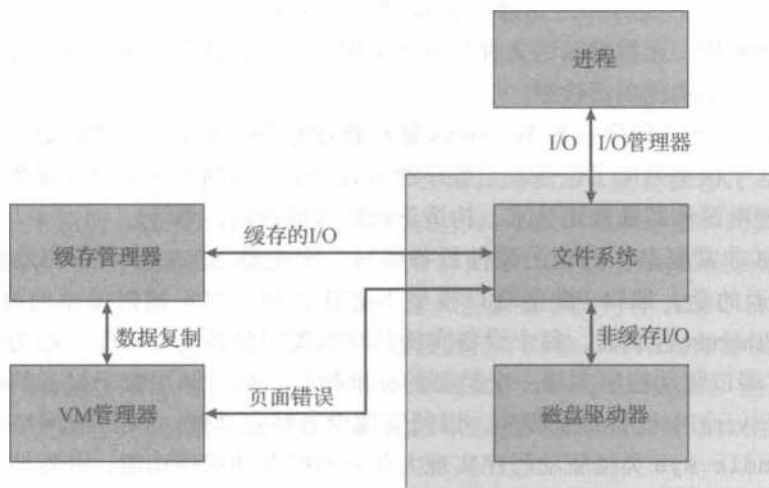 进程
I/O I/O管理器
缓存管理器
缓存的I/O
文件系统
数据复制
非缓存I/O
VM管理器
页面错误
磁盘驱动器